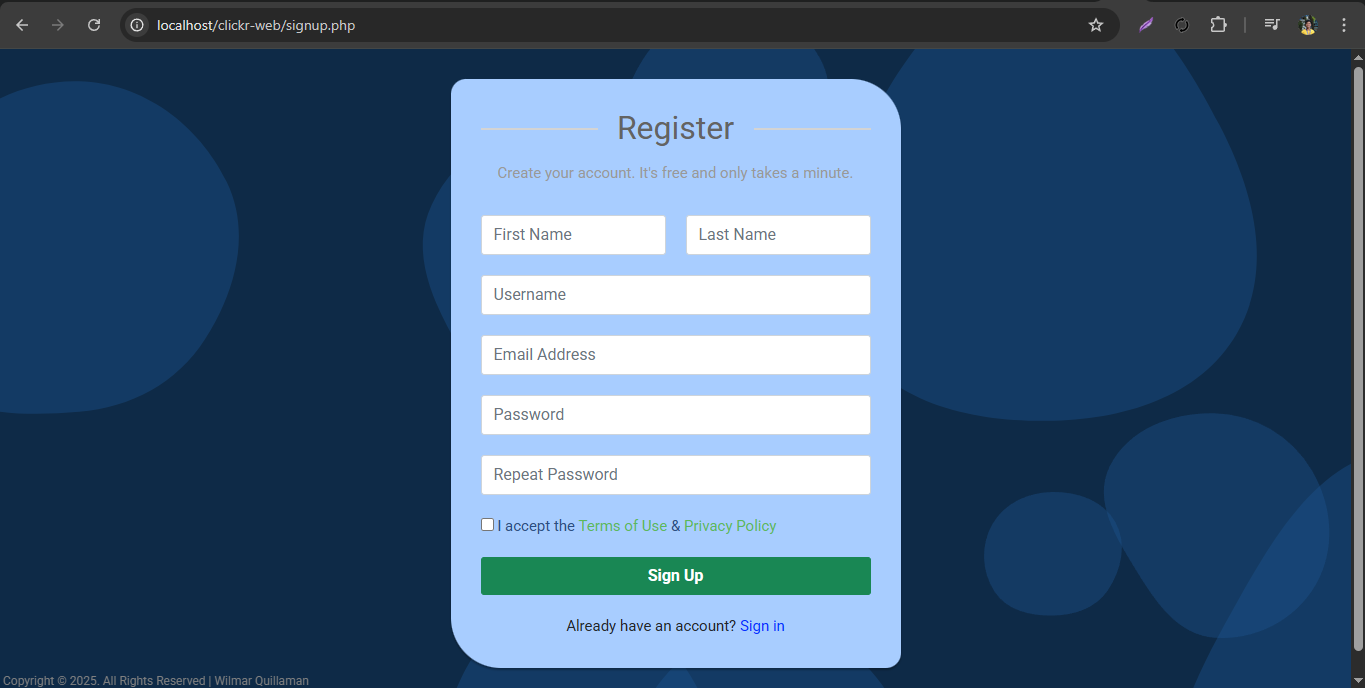 localhost/clickr-web/signup.php
Register
Create your account. It's free and only takes a minute.
First Name Last Name
Username
Email Address
Password
Repeat Password
I accept the Terms of Use & Privacy Policy
Sign Up
Already have an account? Sign in
Copyright © 2025. All Rights Reserved | Wilmar Quillaman